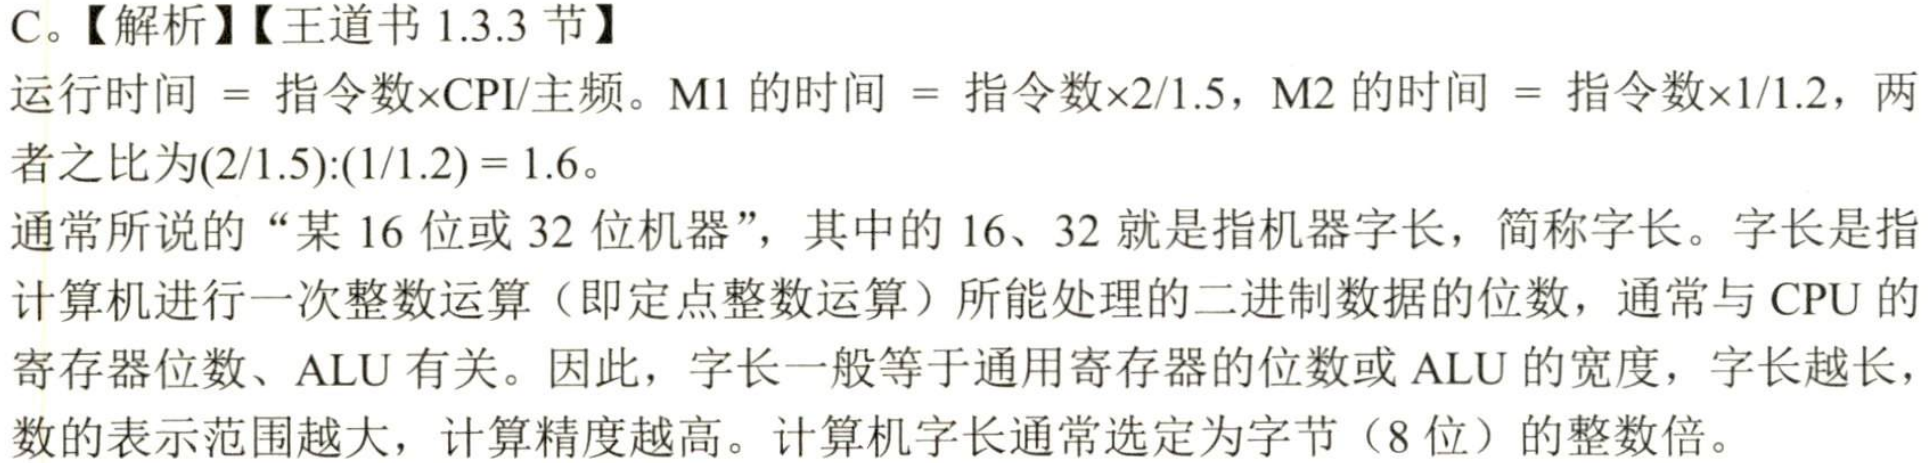 C。【解析】【王道书 1.3.3 节】
运行时间 = 指令数×CPI/主频。M1 的时间 = 指令数×2/1.5，M2 的时间 = 指令数×1/1.2，两
者之比为(2/1.5):(1/1.2) = 1.6。
通常所说的“某 16 位或 32 位机器”，其中的 16、32 就是指机器字长，简称字长。字长是指
计算机进行一次整数运算（即定点整数运算）所能处理的二进制数据的位数，通常与 CPU 的
寄存器位数、ALU 有关。因此，字长一般等于通用寄存器的位数或 ALU 的宽度，字长越长，
数的表示范围越大，计算精度越高。计算机字长通常选定为字节（8 位）的整数倍。